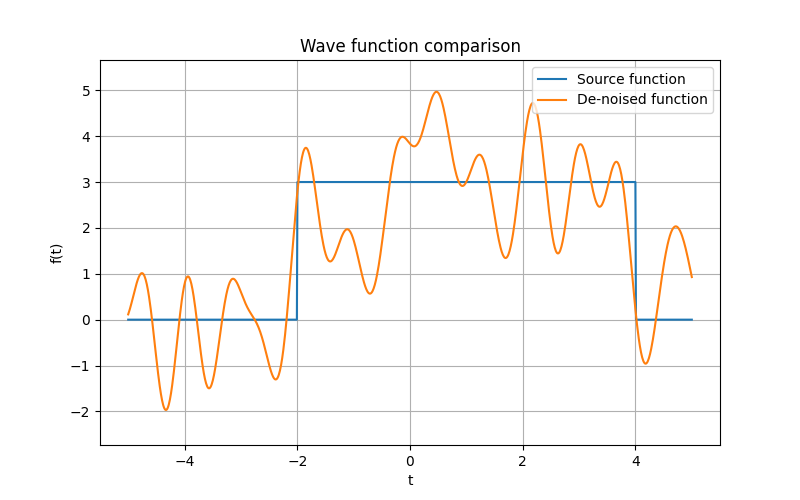 Wave function comparison
Source function
De-noised function
f(t)
5
4
3
2
1
0
−1
−2
−4
−2
0
2
4
t